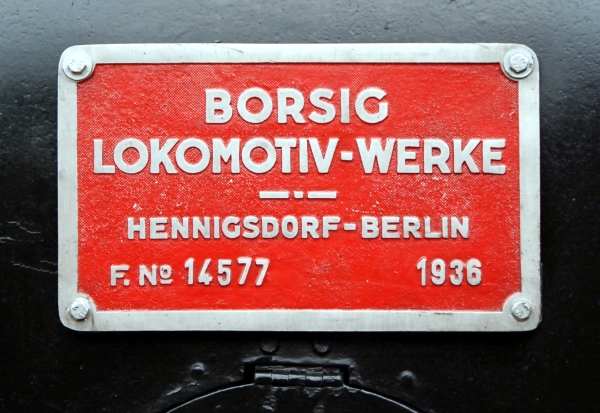 BORSIG
LOKOMOTIV-WERKE
HENNIGSDORF-BERLIN
F. No 14577 1936